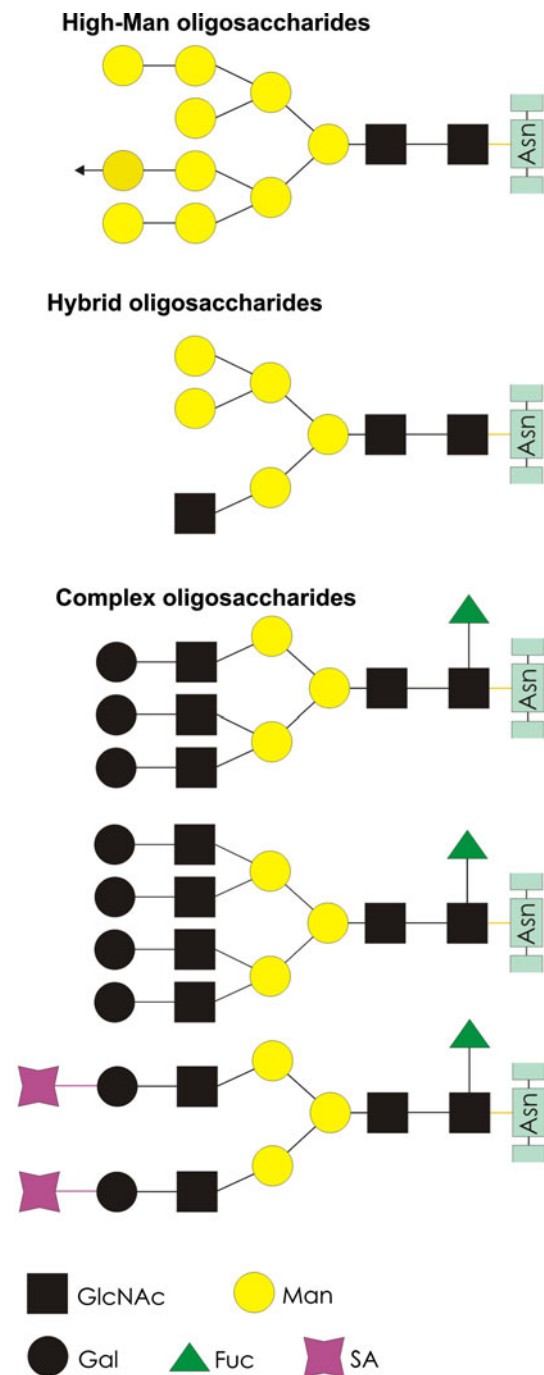 High-Man oligosaccharides
Asn
Hybrid oligosaccharides
Asn
Complex oligosaccharides
Asn
Asn
Asn
GlcNAc
Man
Gal
Fuc
SA